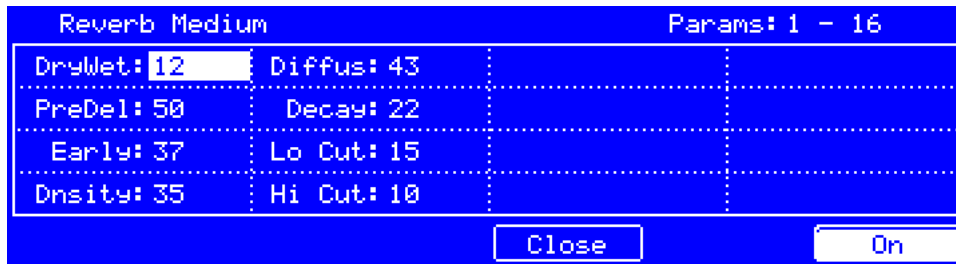 Reverb Medium Params: 1 - 16
DryWet: 12 Diffus: 43
PreDel: 50 Decay: 22
Early: 37 Lo Cut: 15
Dnsity: 35 Hi Cut: 10
Close On